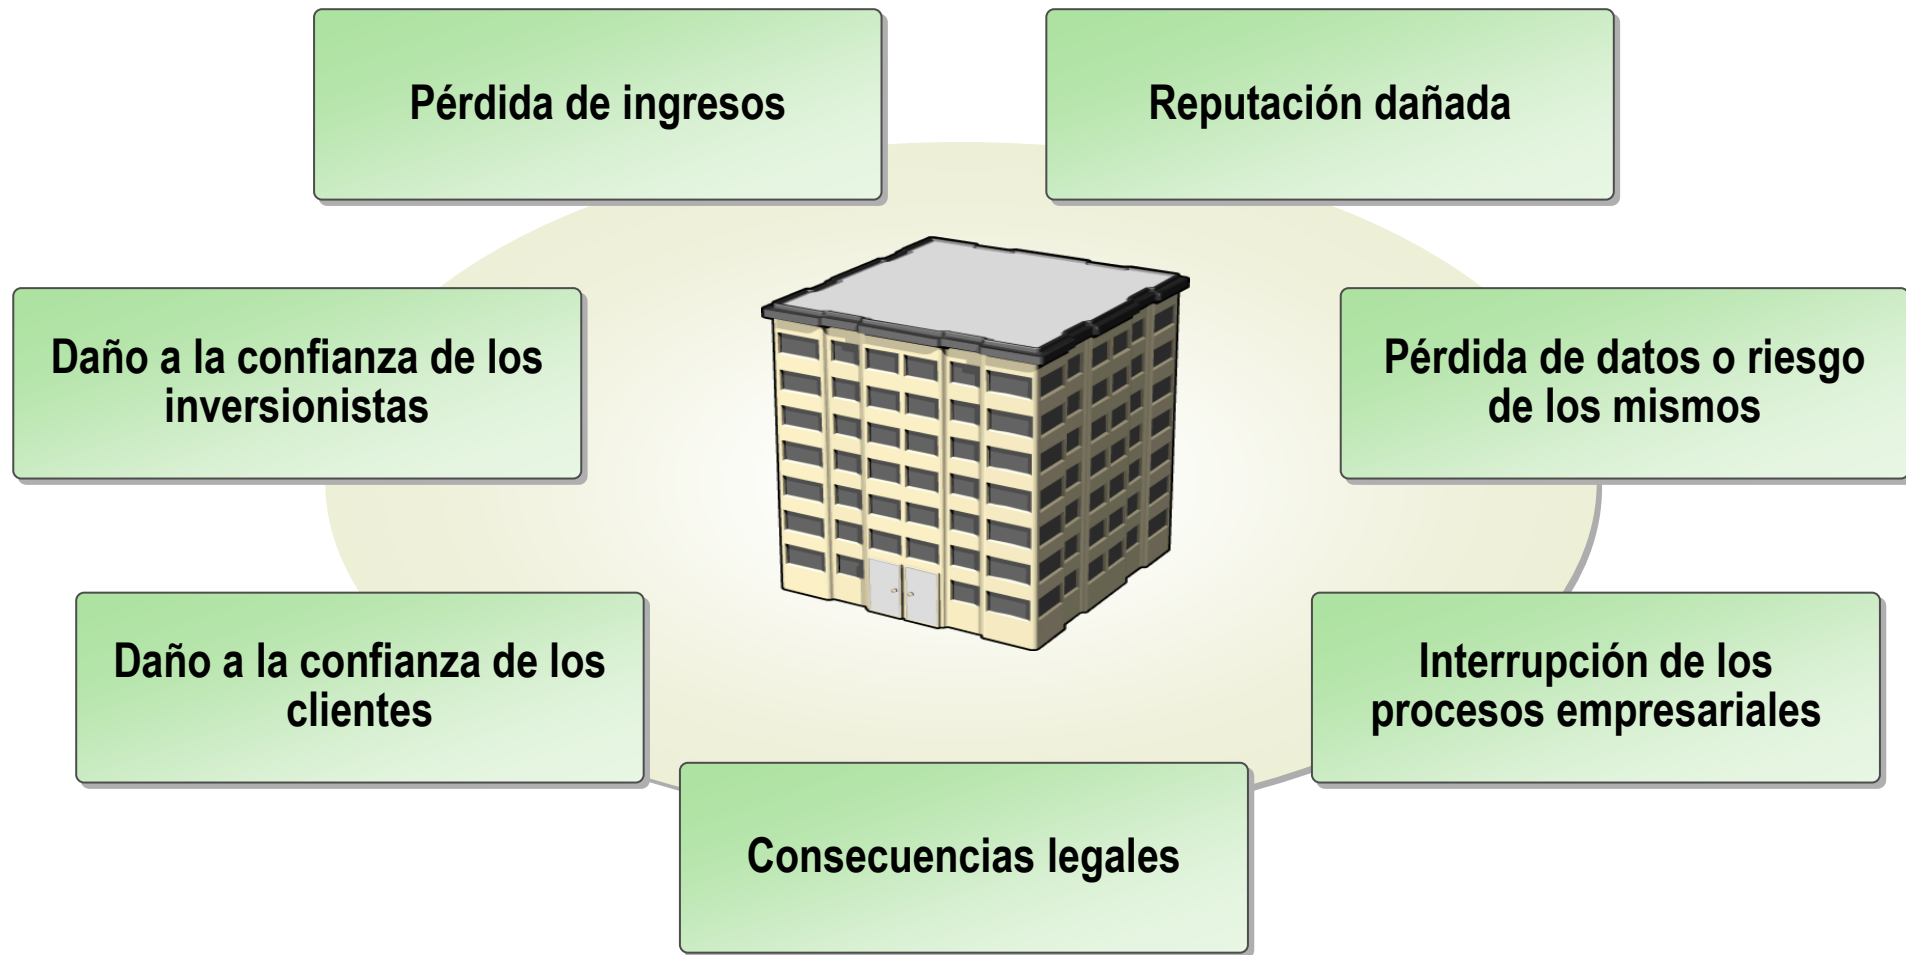 Pérdida de ingresos
Reputación dañada
Daño a la confianza de los
inversionistas
Pérdida de datos o riesgo
de los mismos
Daño a la confianza de los
clientes
Interrupción de los
procesos empresariales
Consecuencias legales